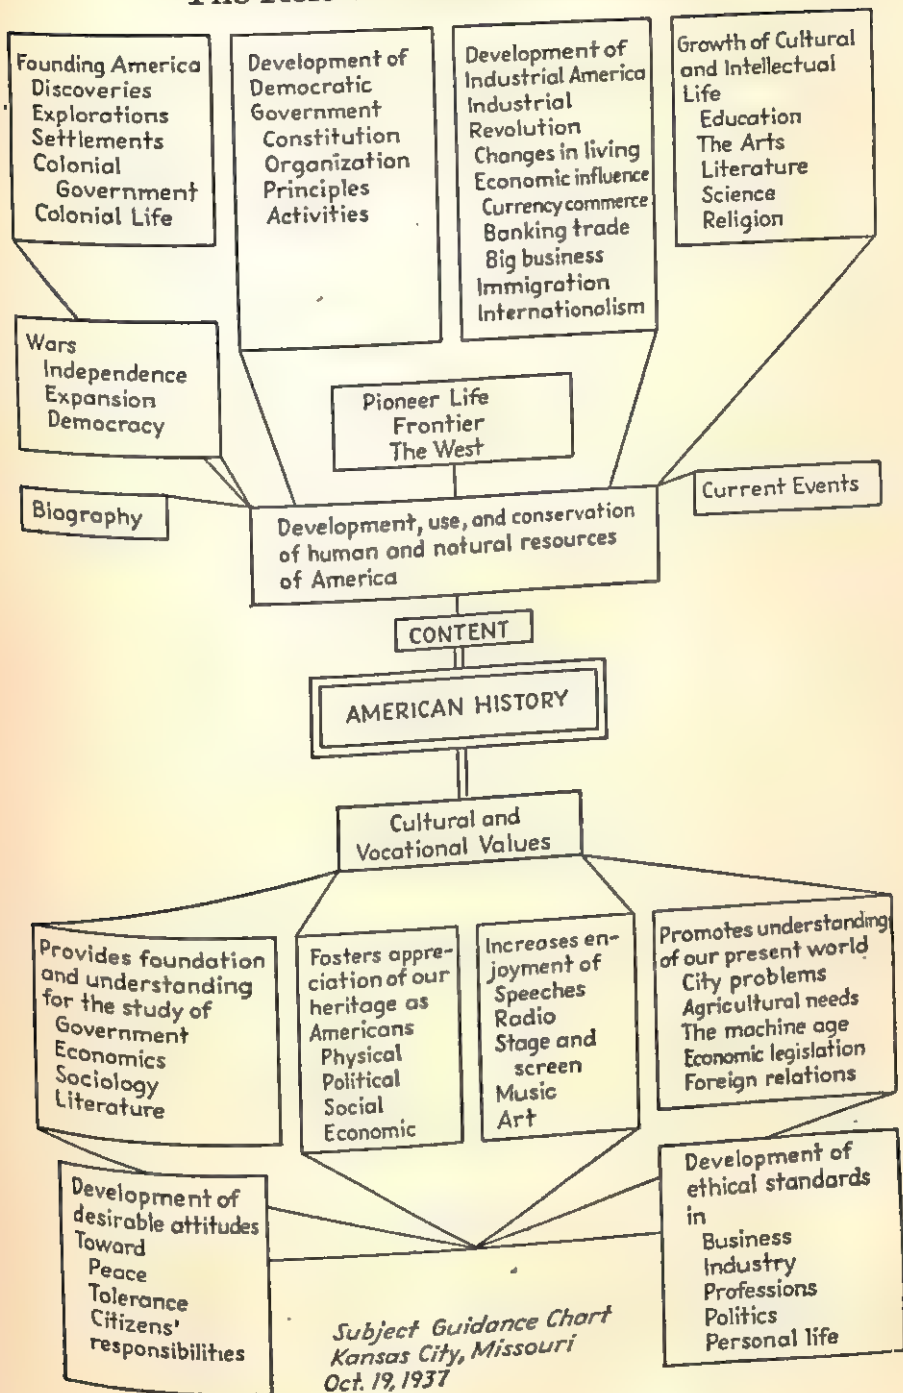 Founding America
Discoveries
Explorations
Settlements
Colonial
Government
Colonial Life
Development of
Democratic
Government
Constitution
Organization
Principles
Activities
Development of
Industrial America
Industrial
Revolution
Changes in living
Economic influence
Currency commerce
Banking trade
Big business
Immigration
Internationalism
Growth of Cultural
and Intellectual
Life
Education
The Arts
Literature
Science
Religion
Wars
Independence
Expansion
Democracy
Pioneer Life
Frontier
The West
Biography
Current Events
Development, use, and conservation
of human and natural resources
of America
CONTENT
AMERICAN HISTORY
Cultural and
Vocational Values
Provides foundation
and understanding
for the study of
Government
Economics
Sociology
Literature
Fosters appre-
ciation of our
heritage as
Americans
Physical
Political
Social
Economic
Increases en-
joyment of
Speeches
Radio
Stage and
screen
Music
Art
Promotes understanding
of our present world
City problems
Agricultural needs
The machine age
Economic legislation
Foreign relations
Development of
desirable attitudes
Toward
Peace
Tolerance
Citizens'
responsibilities
Development of
ethical standards
in
Business
Industry
Professions
Politics
Personal life
Subject Guidance Chart
Kansas City, Missouri
Oct. 19, 1937